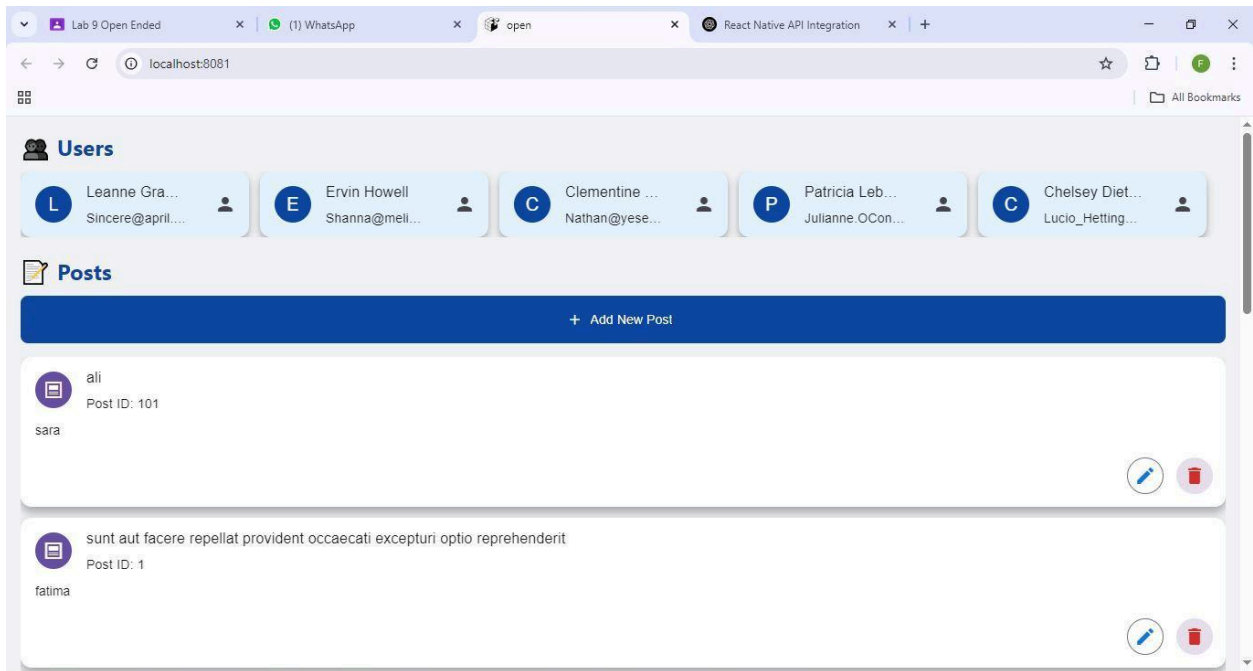 Lab 9 Open Ended
(1) WhatsApp
open
React Native API Integration
localhost:8081
F
All Bookmarks
Users
L
Leanne Gra...
Sincere@april....
E
Ervin Howell
Shanna@meli...
C
Clementine ...
Nathan@yese...
P
Patricia Leb...
Julianne.OCon...
C
Chelsey Diet...
Lucio_Hetting...
Posts
+ Add New Post
ali
Post ID: 101
sara
sunt aut facere repellat provident occaecati excepturi optio reprehenderit
Post ID: 1
fatima